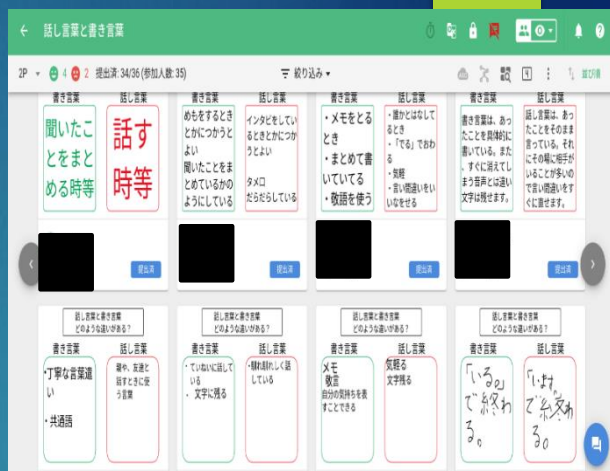 話し言葉と書き言葉
2P 4 2 提出済: 34/36 (参加人数: 35) 絞り込み 並び順
書き言葉
聞いたこ
とをまと
める時等
話し言葉
話す
時等
書き言葉
めもをするとき
とかにつかうと
よい
聞いたことをま
とめているかの
ようにしている
話し言葉
インタビをしてい
るときとかにつか
うとよい
タメ口
だらだらしている
書き言葉
・メモをとる
とき
・まとめて書
いていてる
・敬語を使う
話し言葉
・誰かとはなして
るとき
・「でる」でおわ
る
・気軽
・言い間違いをい
いなをせる
書き言葉
書き言葉は、あっ
たことを具体的に
書いている。また
、すぐに消えてし
まう音声とは違い
文字は残せます。
話し言葉
話し言葉は、あっ
たことをそのまま
言っている。それ
にその場に相手が
いることが多いの
で言い間違いをす
ぐに直せます。
提出済
提出済
提出済
提出済
話し言葉と書き言葉
どのような違いがある?
書き言葉
・丁寧な言葉遣
い
・共通語
話し言葉
親や、友達と
話すときに使
う言葉
話し言葉と書き言葉
どのような違いがある?
書き言葉
・ていねいに話して
いる
・ 文字に残る
話し言葉
・馴れ馴れしく話
している
話し言葉と書き言葉
どのような違いがある?
書き言葉
メモ
敬言
自分の気持ちを表
すことできる
話し言葉
気軽る
文字残る
話し言葉と書き言葉
どのような違いがある?
書き言葉
「いる。」
で終わ
る。
話し言葉
「います。」
で終わ
る。